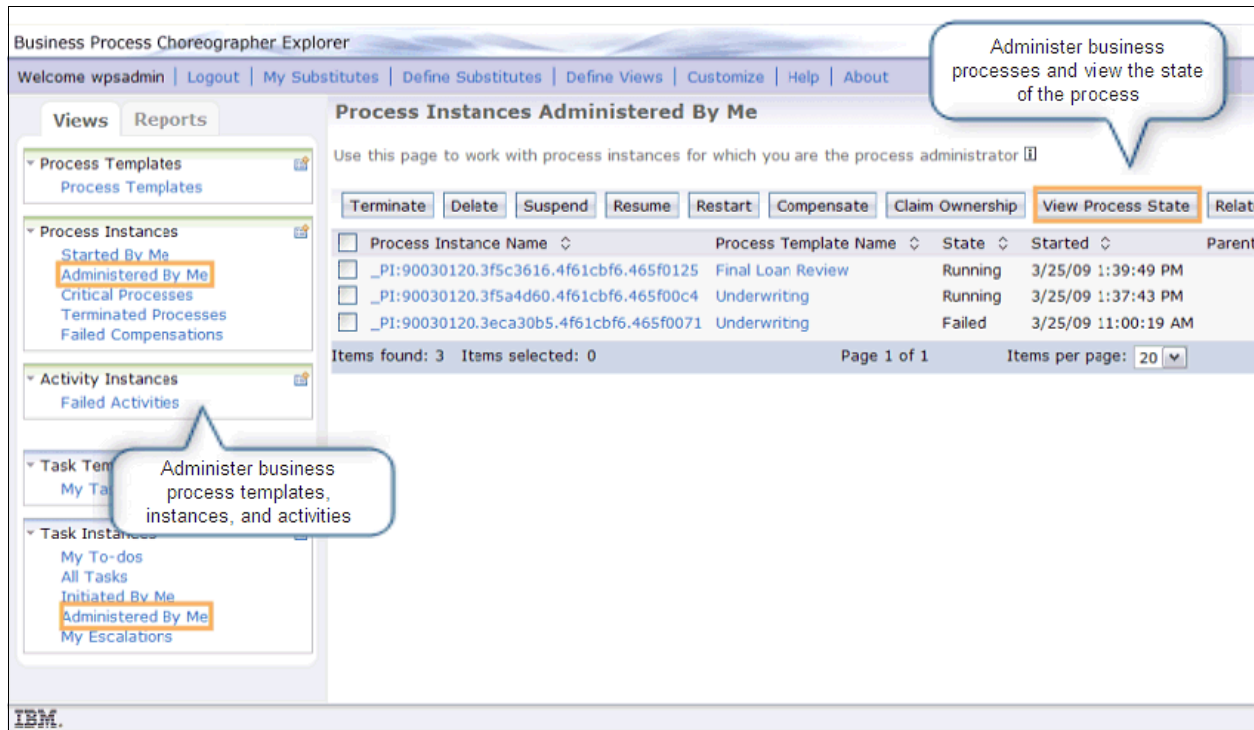 Business Process Choreographer Explorer
Welcome wpsadmin | Logout | My Substitutes | Define Substitutes | Define Views | Customize | Help | About
Administer business
processes and view the state
of the process
Views Reports
Process Templates
Process Templates
Process Instances
Started By Me
Administered By Me
Critical Processes
Terminated Processes
Failed Compensations
Activity Instances
Failed Activities
Task Tem
My Ta
Administer business
process templates,
instances, and activities
Task Instances
My To-dos
All Tasks
Initiated By Me
Administered By Me
My Escalations
Process Instances Administered By Me
Use this page to work with process instances for which you are the process administrator i
Terminate Delete Suspend Resume Restart Compensate Claim Ownership View Process State Relat
Process Instance Name Process Template Name State Started Parent
_PI:90030120.3f5c3616.4f61cbf6.465f0125 Final Loan Review Running 3/25/09 1:39:49 PM
_PI:90030120.3f5a4d60.4f61cbf6.465f00c4 Underwriting Running 3/25/09 1:37:43 PM
_PI:90030120.3eca30b5.4f61cbf6.465f0071 Underwriting Failed 3/25/09 11:00:19 AM
Items found: 3 Items selected: 0 Page 1 of 1 Items per page: 20
IBM.